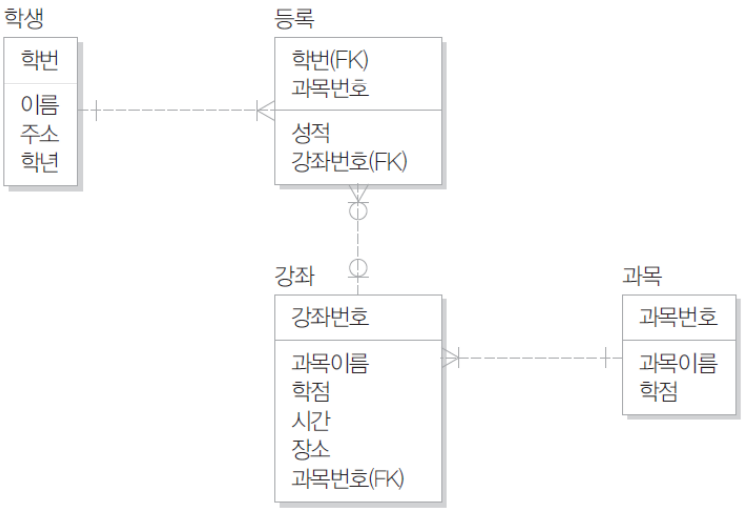 학생
학번
이름
주소
학년
등록
학번(FK)
과목번호
성적
강좌번호(FK)
강좌
강좌번호
과목이름
학점
시간
장소
과목번호(FK)
과목
과목번호
과목이름
학점